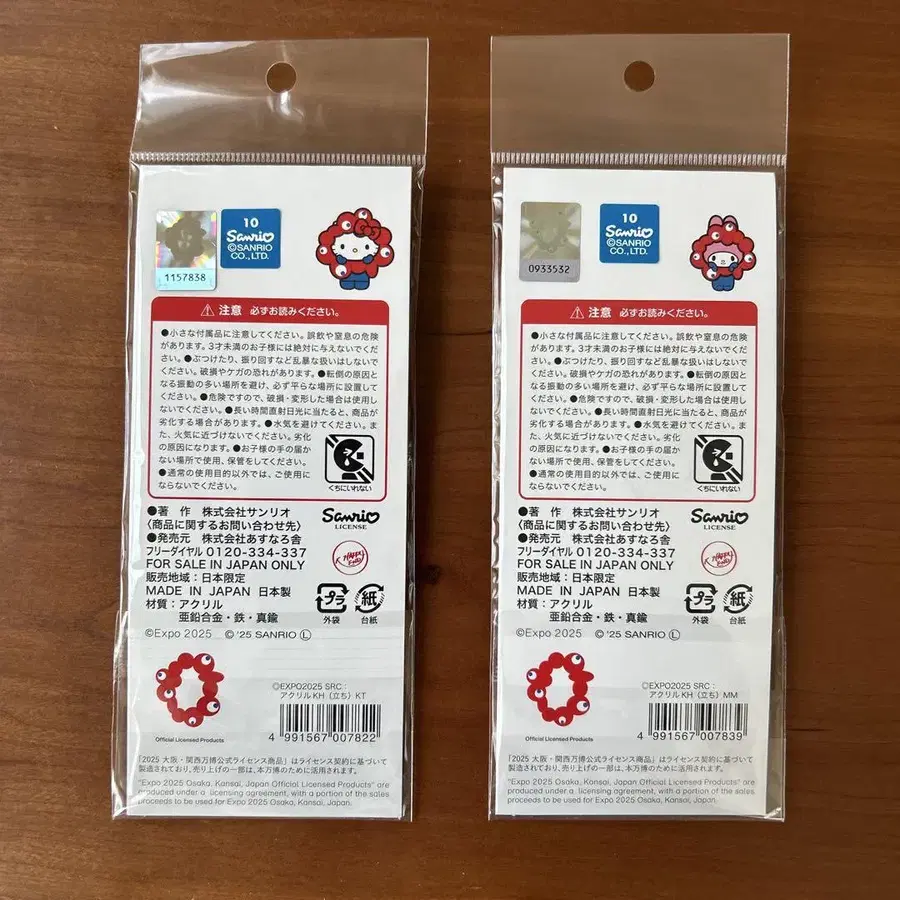 10
Sanrio
©SANRIO
CO., LTD.
1157838
⚠ 注意 必ずお読みください。
●小さな付属品に注意してください。誤飲や窒息の危険
があります。3才未満のお子様には絶対に与えないでくだ
さい。●ぶつけたり、振り回すなど乱暴な扱いはしないで
ください。破損やケガの恐れがあります。●転倒の原因と
なる振動の多い場所を避け、必ず平らな場所に設置して
ください。●危険ですので、破損・変形した場合は使用し
ないでください。●長い時間直射日光に当たると、商品が
劣化する場合があります。●水気を避けてください。ま
た、火気に近づけないでください。劣化
の原因になります。●お子様の手の届か
ない場所で使用、保管をしてください。
●通常の使用目的以外では、ご使用に
ならないでください。
くちにいれない
●著 作 株式会社サンリオ
〈商品に関するお問い合わせ先〉
●発売元 株式会社あすなろ舎
フリーダイヤル 0120-334-337
FOR SALE IN JAPAN ONLY
販売地域：日本限定
MADE IN JAPAN 日本製
材質：アクリル
亜鉛合金・鉄・真鍮
Sanrio
LICENSE
プラ
外袋
紙
台紙
©Expo 2025 © '25 SANRIO Ⓛ
Official Licensed Products
©EXPO2025 SRC：
アクリルKH（立ち）KT
4 991567 007822
「2025 大阪・関西万博公式ライセンス商品」はライセンス契約に基づいて
製造されており、売り上げの一部は、本万博のために活用されます。
"Expo 2025 Osaka, Kansai, Japan Official Licensed Products" are
produced under a licensing agreement, with a portion of the sales
proceeds to be used for Expo 2025, Osaka, Kansai, Japan.
10
Sanrio
©SANRIO
CO., LTD.
0933532
⚠ 注意 必ずお読みください。
●小さな付属品に注意してください。誤飲や窒息の危険
があります。3才未満のお子様には絶対に与えないでくだ
さい。●ぶつけたり、振り回すなど乱暴な扱いはしないで
ください。破損やケガの恐れがあります。●転倒の原因と
なる振動の多い場所を避け、必ず平らな場所に設置して
ください。●危険ですので、破損・変形した場合は使用し
ないでください。●長い時間直射日光に当たると、商品が
劣化する場合があります。●水気を避けてください。ま
た、火気に近づけないでください。劣化
の原因になります。●お子様の手の届か
ない場所で使用、保管をしてください。
●通常の使用目的以外では、ご使用に
ならないでください。
くちにいれない
●著 作 株式会社サンリオ
〈商品に関するお問い合わせ先〉
●発売元 株式会社あすなろ舎
フリーダイヤル 0120-334-337
FOR SALE IN JAPAN ONLY
販売地域：日本限定
MADE IN JAPAN 日本製
材質：アクリル
亜鉛合金・鉄・真鍮
Sanrio
LICENSE
プラ
外袋
紙
台紙
©Expo 2025 © '25 SANRIO Ⓛ
Official Licensed Products
©EXPO2025 SRC：
アクリルKH（立ち）MM
4 991567 007839
「2025 大阪・関西万博公式ライセンス商品」はライセンス契約に基づいて
製造されており、売り上げの一部は、本万博のために活用されます。
"Expo 2025 Osaka, Kansai, Japan Official Licensed Products" are
produced under a licensing agreement, with a portion of the sales
proceeds to be used for Expo 2025, Osaka, Kansai, Japan.